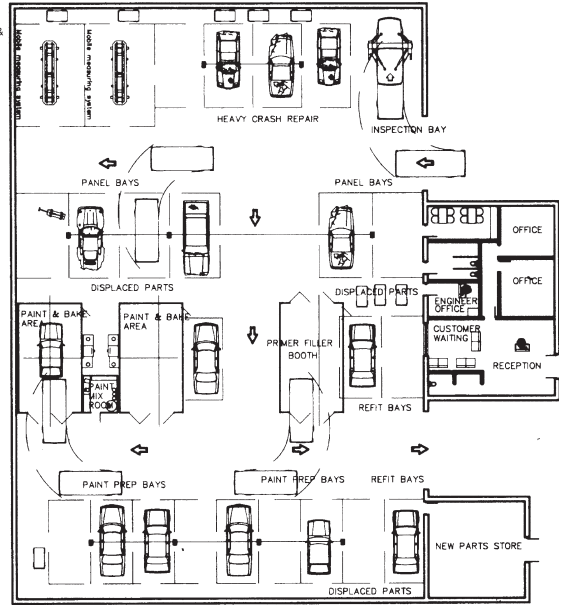 Mobile measuring system
Mobile measuring system
HEAVY CRASH REPAIR
INSPECTION BAY
PANEL BAYS
PANEL BAYS
OFFICE
OFFICE
DISPLACED PARTS
DISPLACED PARTS
ENGINEER
OFFICE
PAINT & BAKE
AREA
PAINT & BAKE
AREA
PRIMER FILLER
BOOTH
CUSTOMER
WAITING
RECEPTION
PAINT
MIX
ROOM
REFIT BAYS
PAINT PREP BAYS
PAINT PREP BAYS
REFIT BAYS
NEW PARTS STORE
DISPLACED PARTS